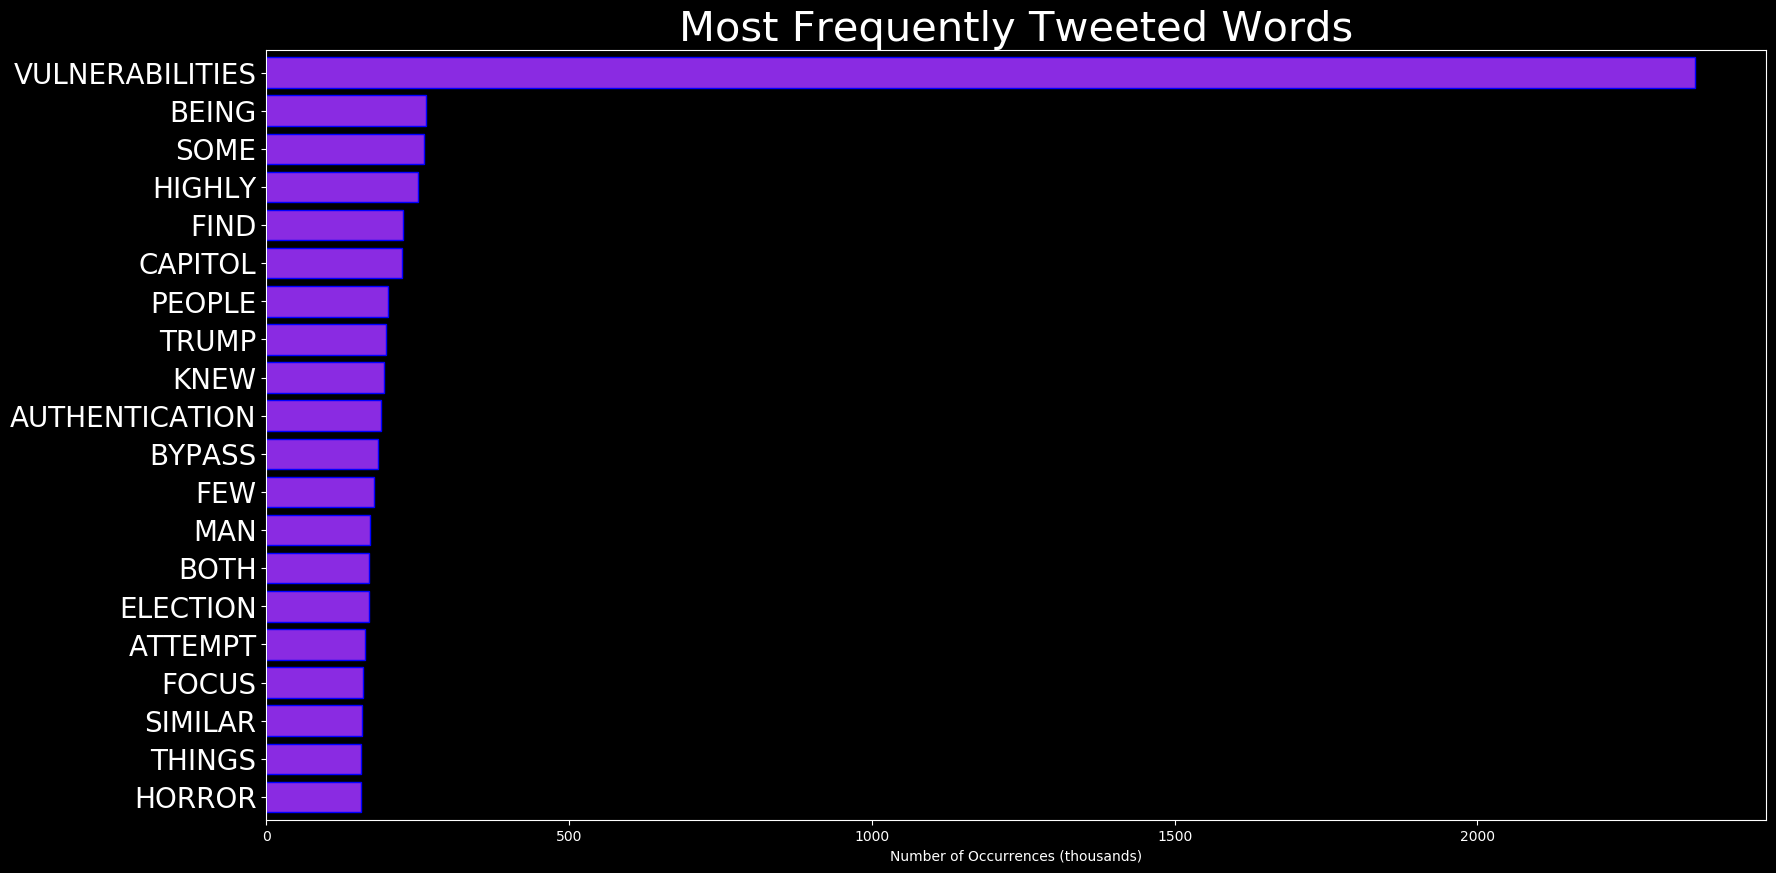 Most Frequently Tweeted Words
VULNERABILITIES
BEING
SOME
HIGHLY
FIND
CAPITOL
PEOPLE
TRUMP
KNEW
AUTHENTICATION
BYPASS
FEW
MAN
BOTH
ELECTION
ATTEMPT
FOCUS
SIMILAR
THINGS
HORROR
0 500 1000 1500 2000
Number of Occurrences (thousands)